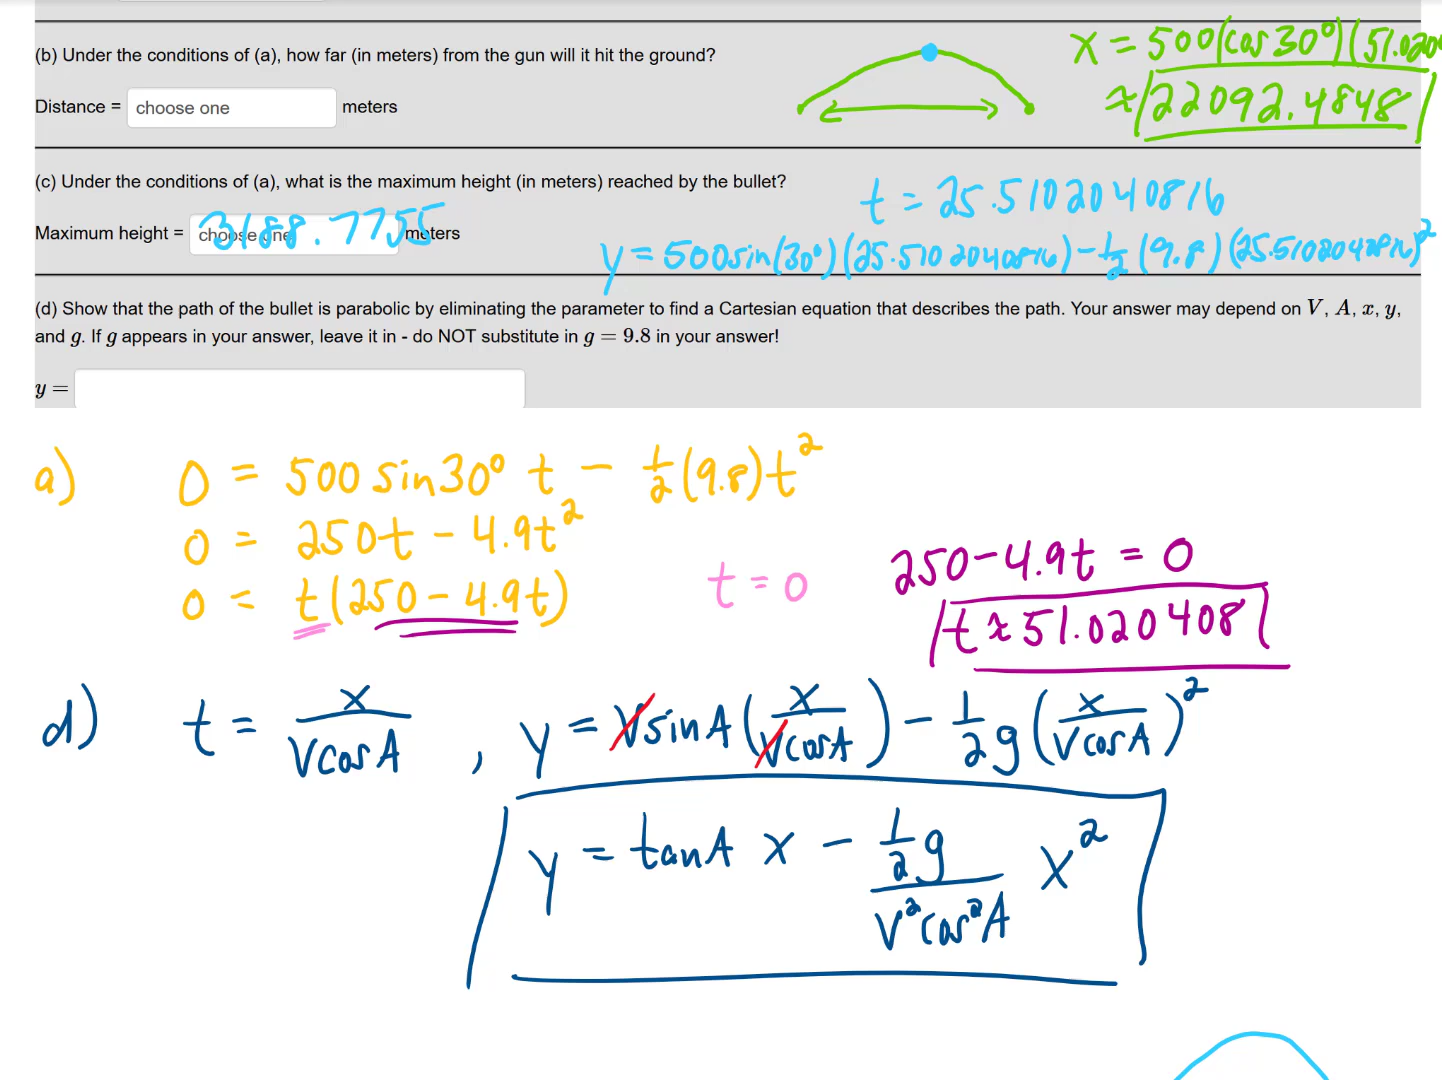 (b) Under the conditions of (a), how far (in meters) from the gun will it hit the ground?
x = 500(cos 30°)(51.020
Distance = choose one meters
≈ 22092.4848
(c) Under the conditions of (a), what is the maximum height (in meters) reached by the bullet?
t = 25.5102040816
Maximum height = choose one meters
3188.7755
y = 500sin(30°)(25.5102040816) - 1/2 (9.8)(25.5102040816)²
(d) Show that the path of the bullet is parabolic by eliminating the parameter to find a Cartesian equation that describes the path. Your answer may depend on V, A, x, y,
and g. If g appears in your answer, leave it in - do NOT substitute in g = 9.8 in your answer!
y =
a) 0 = 500 sin30° t - 1/2 (9.8)t²
0 = 250t - 4.9t²
0 = t(250 - 4.9t)
t = 0
250 - 4.9t = 0
t ≈ 51.020408
d) t = x/(VcosA) , y = VsinA(x/(VcosA)) - 1/2 g(x/(VcosA))²
y = tanA x - (1/2 g)/(V²cos²A) x²